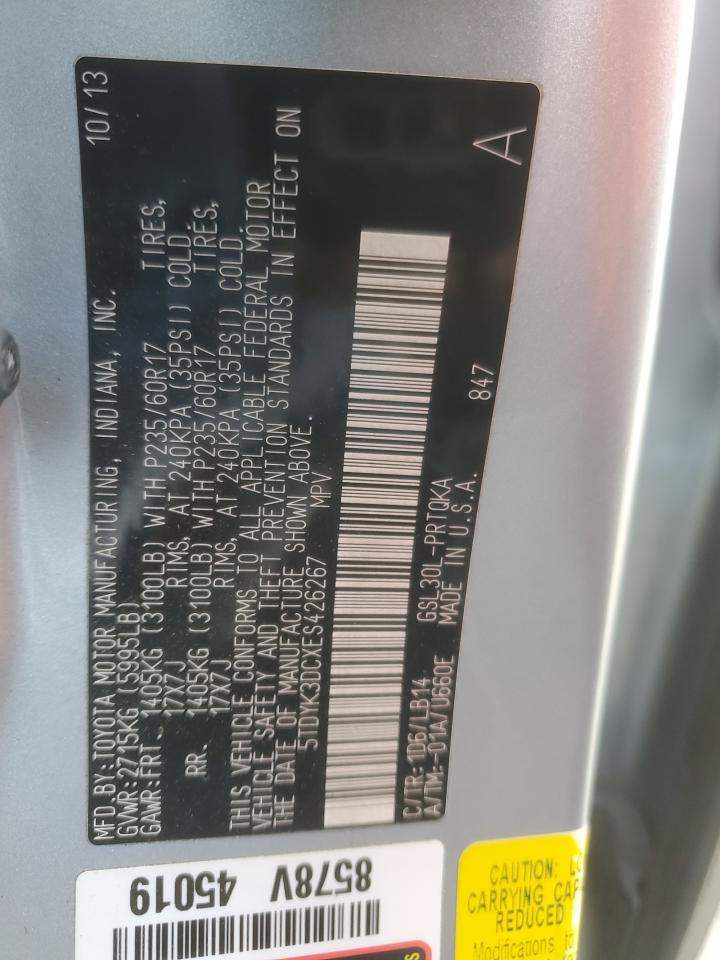 MFD.BY:TOYOTA MOTOR MANUFACTURING, INDIANA, INC. 10/13
GVWR:2715KG (5995LB)
GAWR:FRT. 1405KG (3100LB) WITH P235/60R17 TIRES,
17X7J RIMS, AT 240KPA (35PSI) COLD.
RR. 1405KG (3100LB) WITH P235/60R17 TIRES,
17X7J RIMS, AT 240KPA (35PSI) COLD.
THIS VEHICLE CONFORMS TO ALL APPLICABLE FEDERAL MOTOR
VEHICLE SAFETY AND THEFT PREVENTION STANDARDS IN EFFECT ON
THE DATE OF MANUFACTURE SHOWN ABOVE.
5TDYK3DCXES426267 MPV
C/TR:1D6/LB14 GSL30L-PRTQKA 847 A
A/TM:-01A/U660E MADE IN U.S.A.
8578V
45019
CAUTION:
CARRYING
REDUCED
Modifications